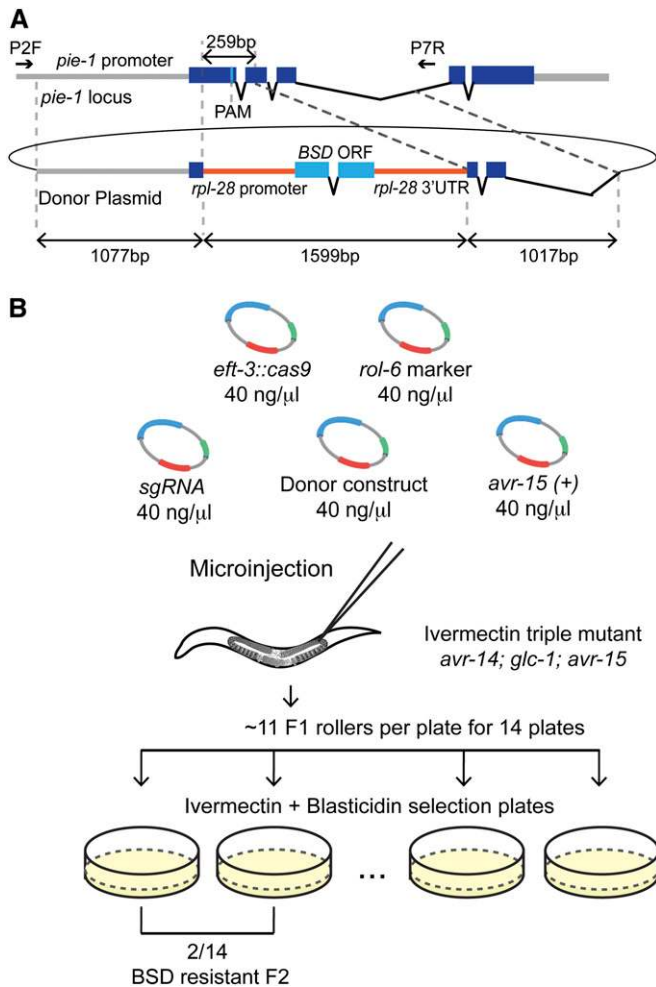 A
P2F
pie-1 promoter
259bp
P7R
pie-1 locus
PAM
BSD ORF
Donor Plasmid
rpl-28 promoter
rpl-28 3'UTR
1077bp
1599bp
1017bp
B
eft-3::cas9
40 ng/µl
rol-6 marker
40 ng/µl
sgRNA
40 ng/µl
Donor construct
40 ng/µl
avr-15 (+)
40 ng/µl
Microinjection
Ivermectin triple mutant
avr-14; glc-1; avr-15
~11 F1 rollers per plate for 14 plates
Ivermectin + Blasticidin selection plates
...
2/14
BSD resistant F2